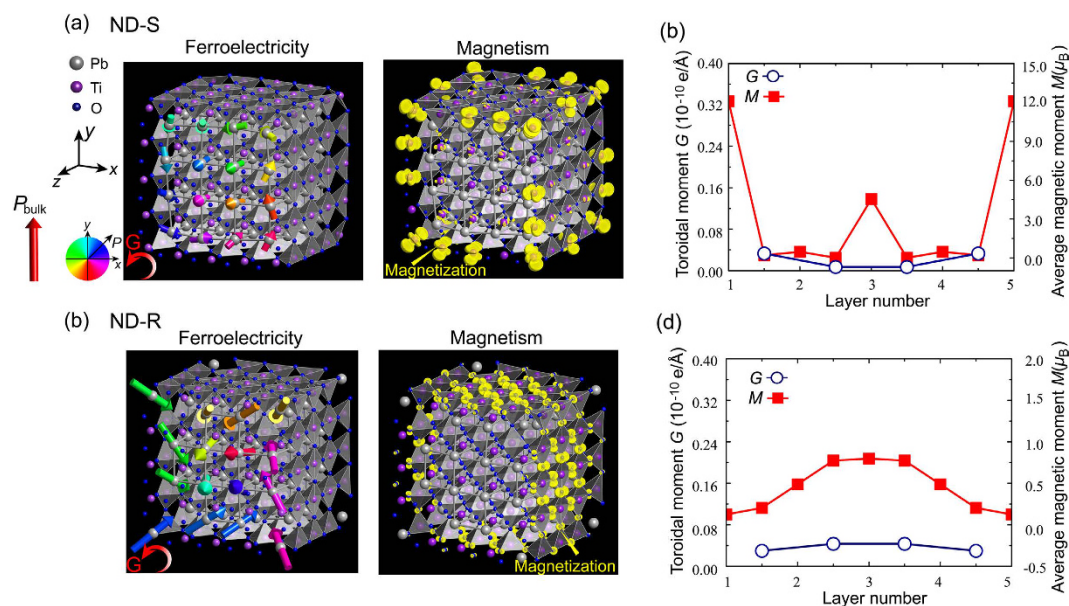 (a) ND-S
Ferroelectricity
Magnetism
Pb
Ti
O
y
x
z
P bulk
y
P
x
G
Magnetization
(b)
G
M
Toroidal moment G (10⁻¹⁰ e/Å)
0.40
0.32
0.24
0.16
0.08
0.00
Average magnetic moment M(μB)
15.0
12.0
9.0
6.0
3.0
0.0
-3.0
1 2 3 4 5
Layer number
(b) ND-R
Ferroelectricity
Magnetism
G
Magnetization
(d)
G
M
Toroidal moment G (10⁻¹⁰ e/Å)
0.40
0.32
0.24
0.16
0.08
0.00
Average magnetic moment M(μB)
2.0
1.5
1.0
0.5
0.0
-0.5
1 2 3 4 5
Layer number